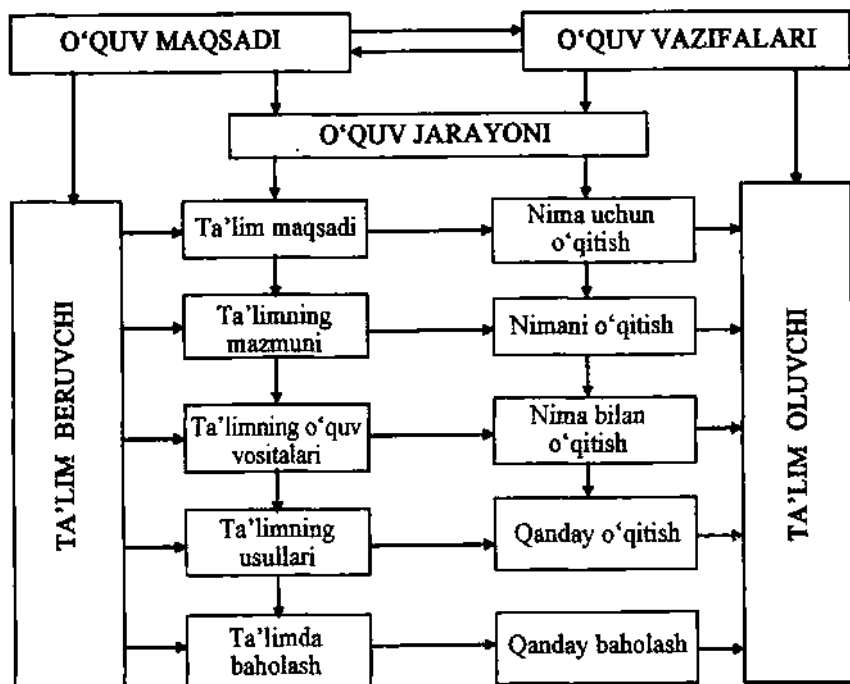 O‘QUV MAQSADI
O‘QUV VAZIFALARI
O‘QUV JARAYONI
TA’LIM BERUVCHI
Ta’lim maqsadi
Nima uchun
o‘qitish
Ta’limning
mazmuni
Nimani o‘qitish
Ta’limning o‘quv
vositalari
Nima bilan
o‘qitish
Ta’limning
usullari
Qanday o‘qitish
Ta’limda
baholash
Qanday baholash
TA’LIM OLUVCHI